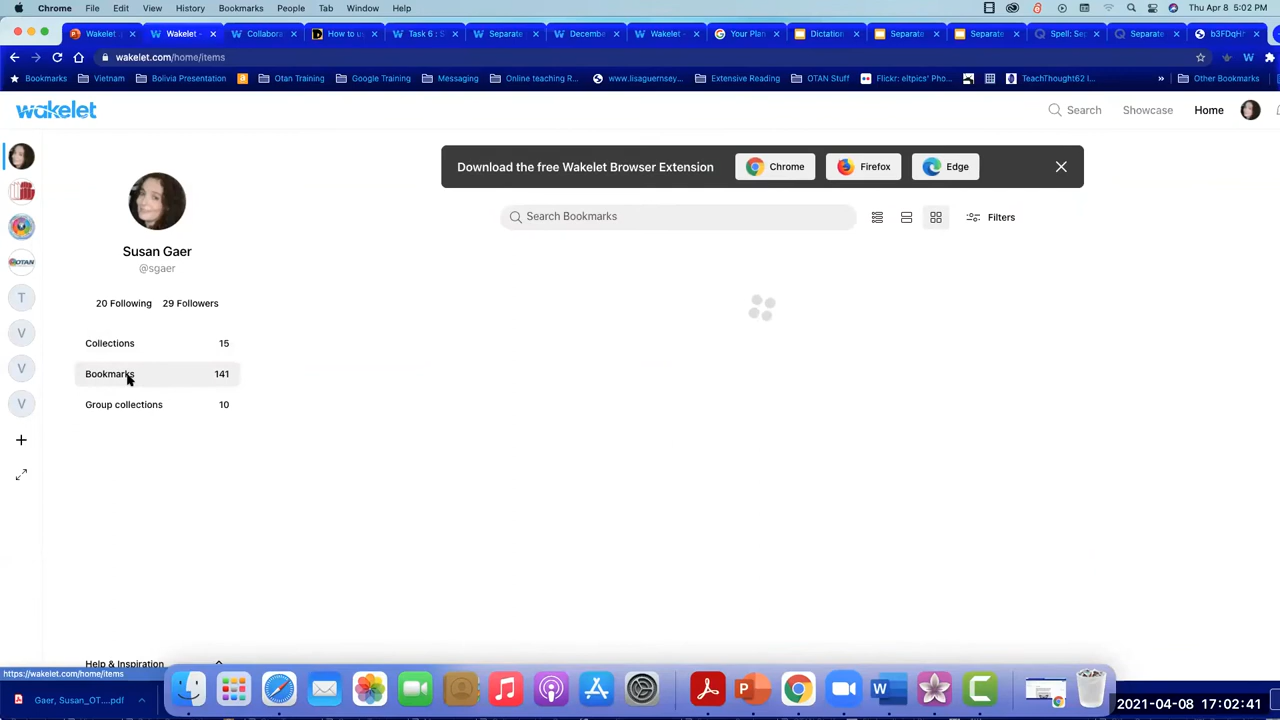 Chrome File Edit View History Bookmarks People Tab Window Help Thu Apr 8 5:02 PM
Wakelet Wakelet - Collabora How to u Task 6 : S Separate Decembe Wakelet - Your Plan Dictation Separate Separate Spell: Sep Separate b3FDqH
wakelet.com/home/items
Bookmarks Vietnam Bolivia Presentation Otan Training Google Training Messaging Online teaching R... www.lisaguernsey... Extensive Reading OTAN Stuff Flickr: eltpics' Pho... TeachThought62 I... » Other Bookmarks
wakelet Search Showcase Home
Download the free Wakelet Browser Extension Chrome Firefox Edge
Search Bookmarks Filters
Susan Gaer
@sgaer
20 Following 29 Followers
Collections 15
Bookmarks 141
Group collections 10
OTAN
T
V
V
V
Help & Inspiration
https://wakelet.com/home/items
Gaer, Susan_OT....pdf
2021-04-08 17:02:41